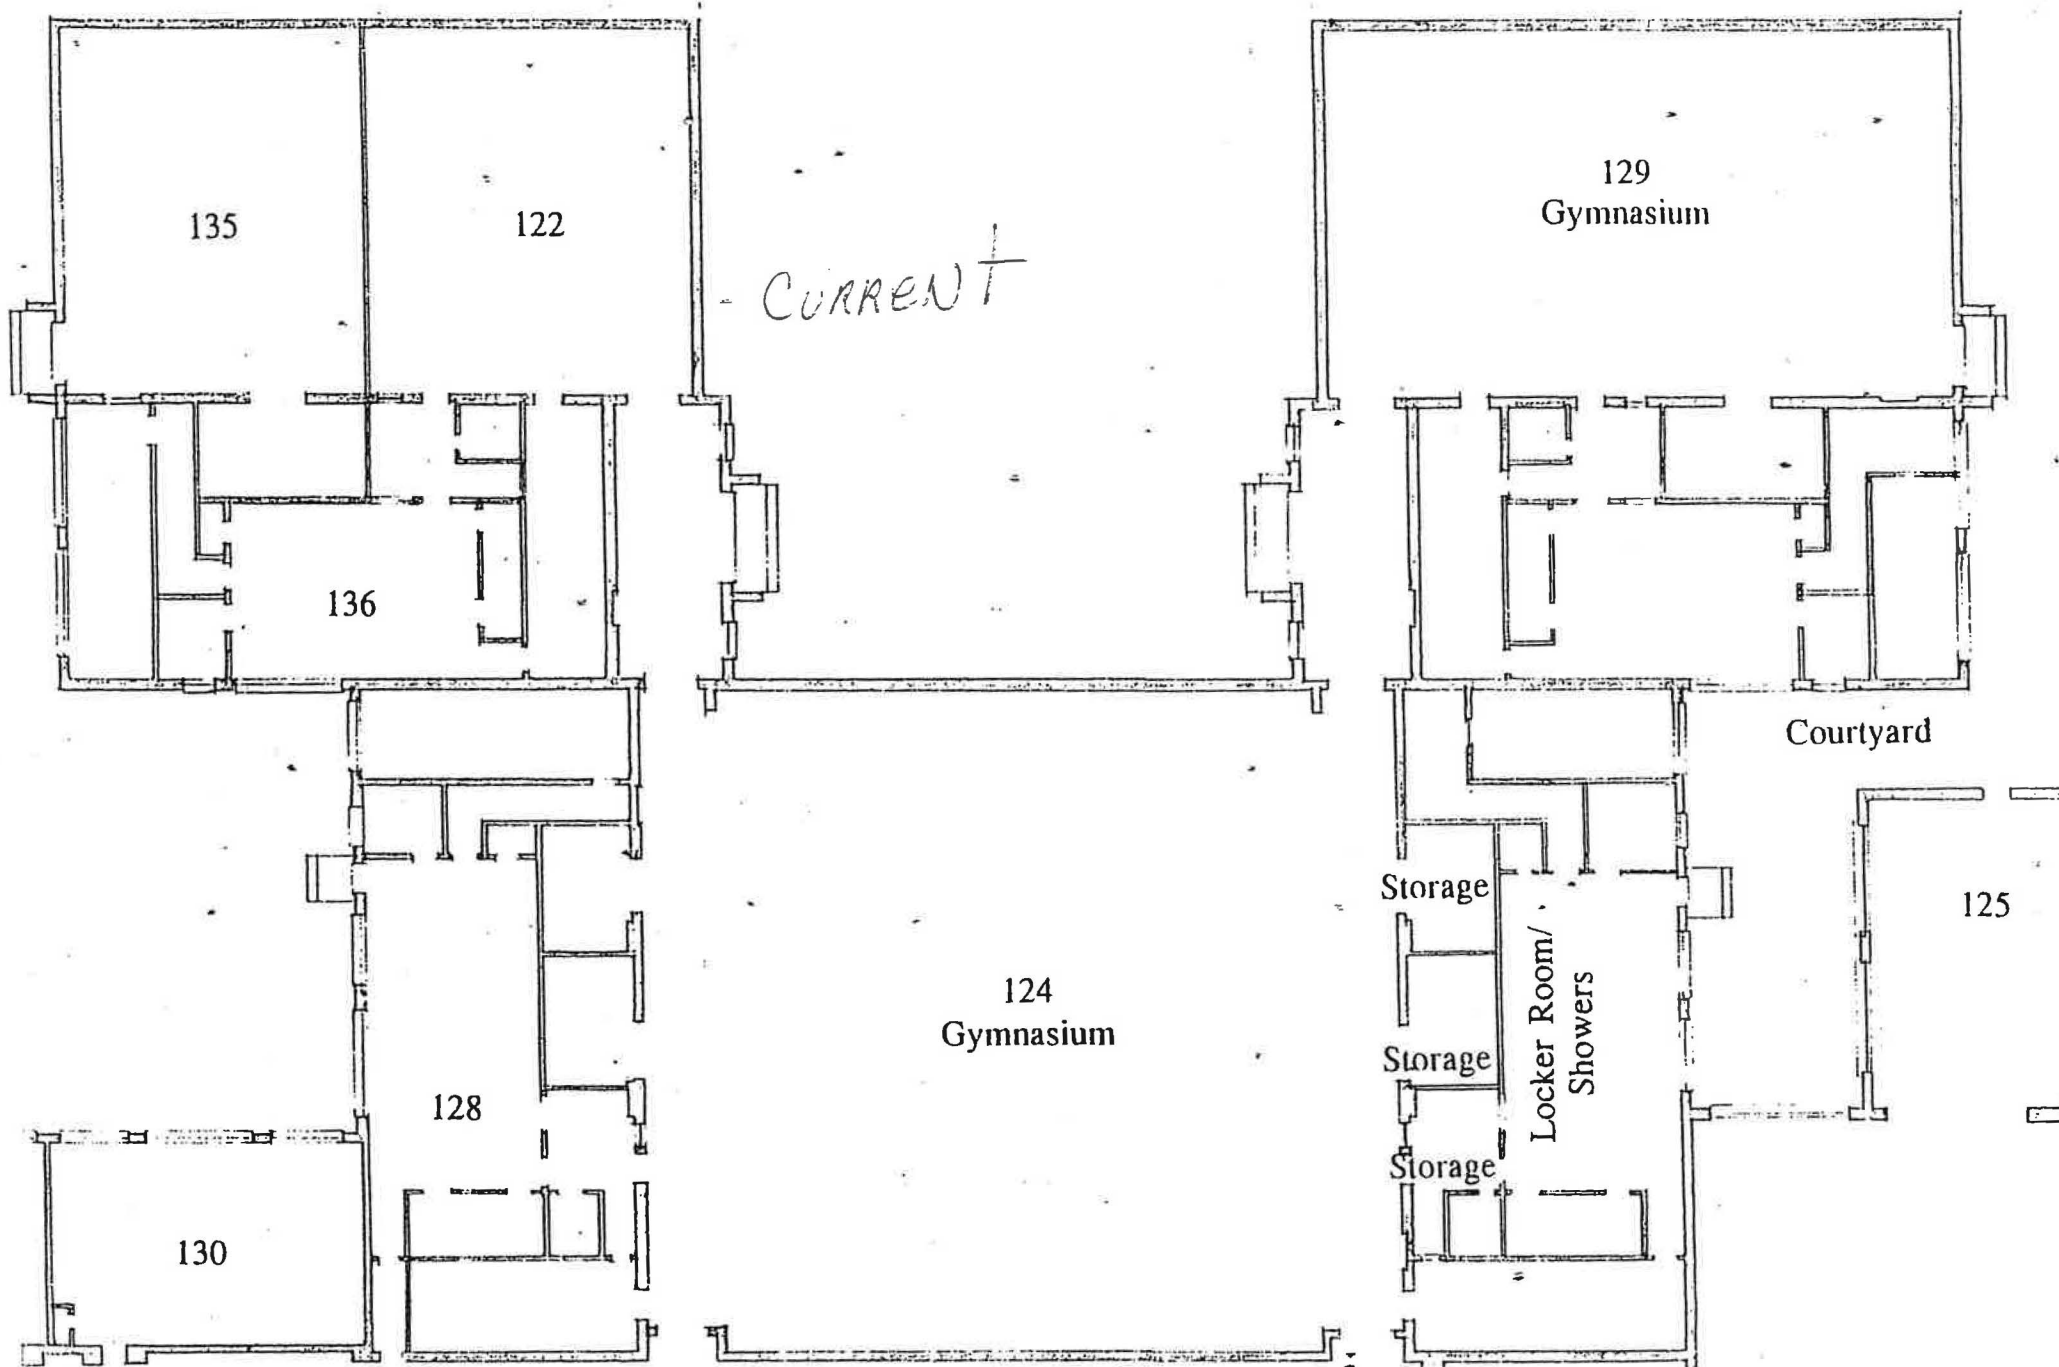 135
122
129
Gymnasium
CURRENT
136
Courtyard
Storage
125
124
Gymnasium
Storage
Locker Room/
Showers
128
Storage
130